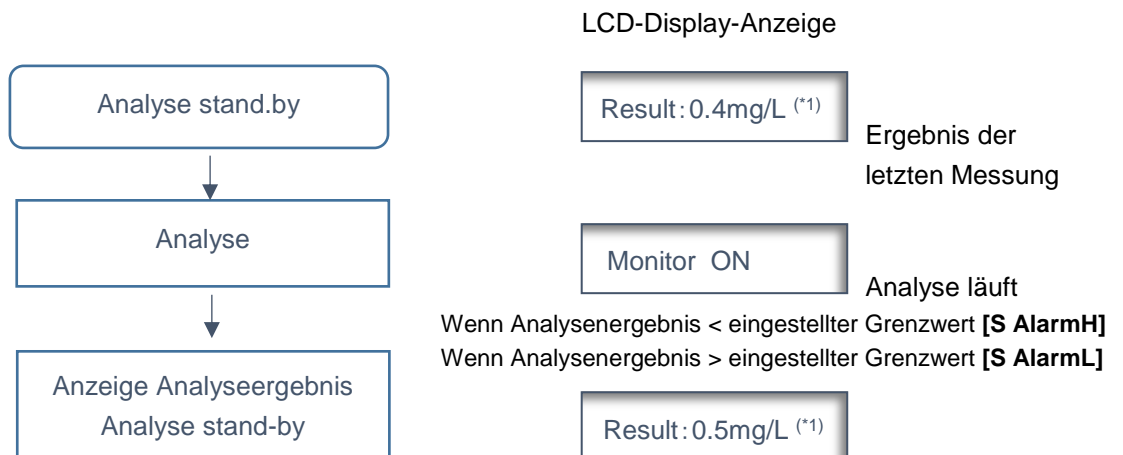 LCD-Display-Anzeige
Analyse stand.by
Result:0.4mg/L (*1)
Ergebnis der
letzten Messung
Analyse
Monitor ON
Analyse läuft
Wenn Analysenergebnis < eingestellter Grenzwert [S AlarmH]
Wenn Analysenergebnis > eingestellter Grenzwert [S AlarmL]
Anzeige Analyseergebnis
Analyse stand-by
Result:0.5mg/L (*1)